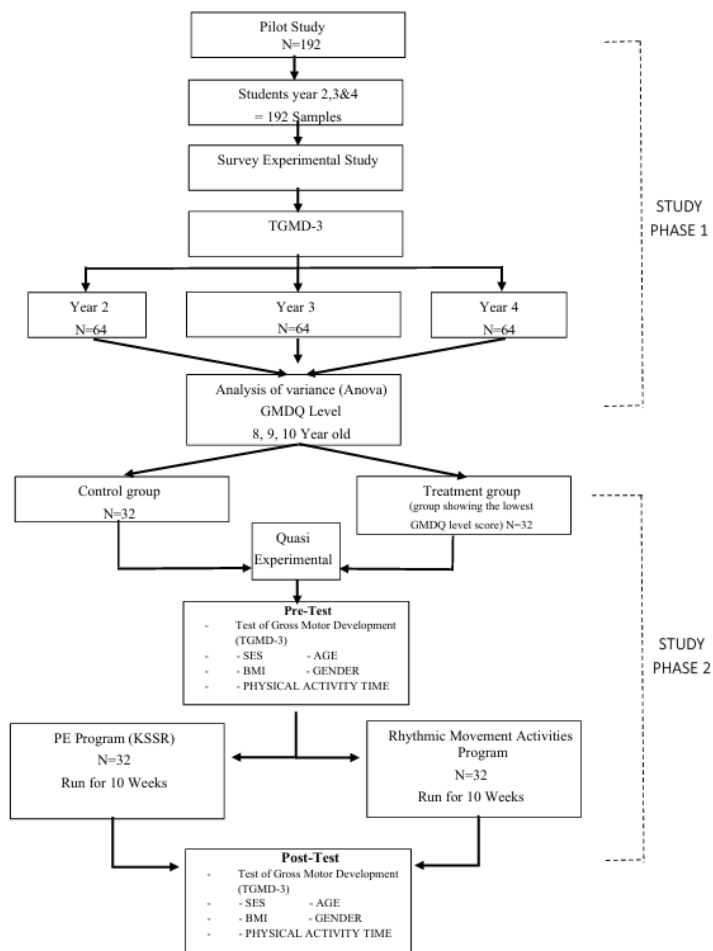 Pilot Study
N=192
Students year 2,3&4
= 192 Samples
Survey Experimental Study
TGMD-3
Year 2
N=64
Year 3
N=64
Year 4
N=64
Analysis of variance (Anova)
GMDQ Level
8, 9, 10 Year old
STUDY
PHASE 1
Control group
N=32
Treatment group
(group showing the lowest
GMDQ level score) N=32
Quasi
Experimental
Pre-Test
- Test of Gross Motor Development
(TGMD-3)
- - SES - AGE
- - BMI - GENDER
- - PHYSICAL ACTIVITY TIME
STUDY
PHASE 2
PE Program (KSSR)
N=32
Run for 10 Weeks
Rhythmic Movement Activities
Program
N=32
Run for 10 Weeks
Post-Test
- Test of Gross Motor Development
(TGMD-3)
- - SES - AGE
- - BMI - GENDER
- - PHYSICAL ACTIVITY TIME